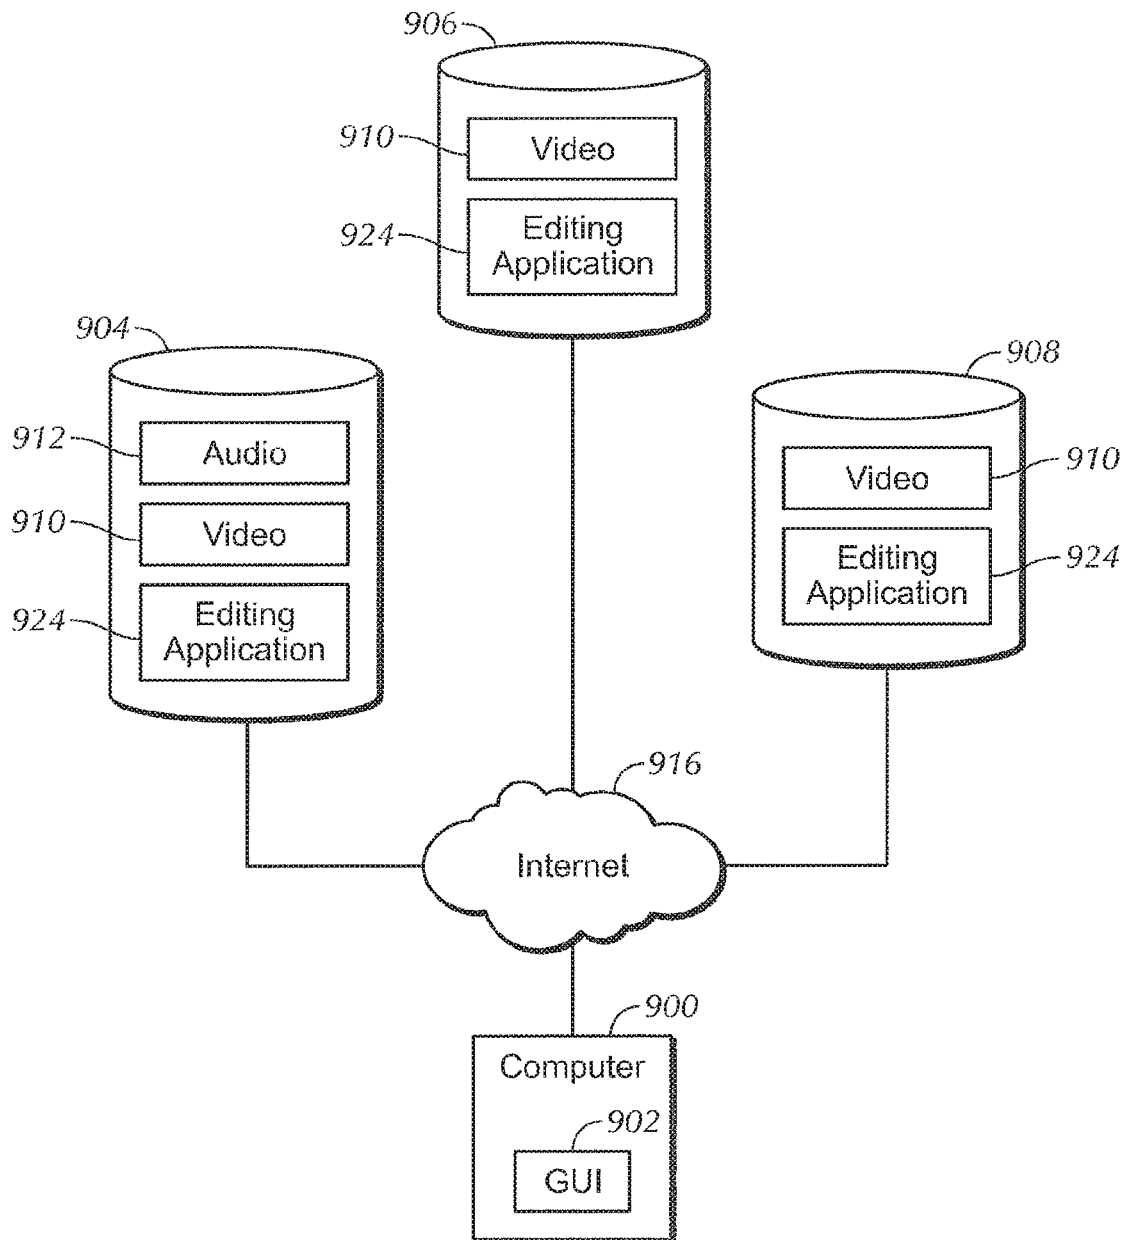 906
910
Video
924
Editing
Application
904
912
Audio
910
Video
924
Editing
Application
908
Video
910
Editing
Application
924
916
Internet
900
Computer
902
GUI